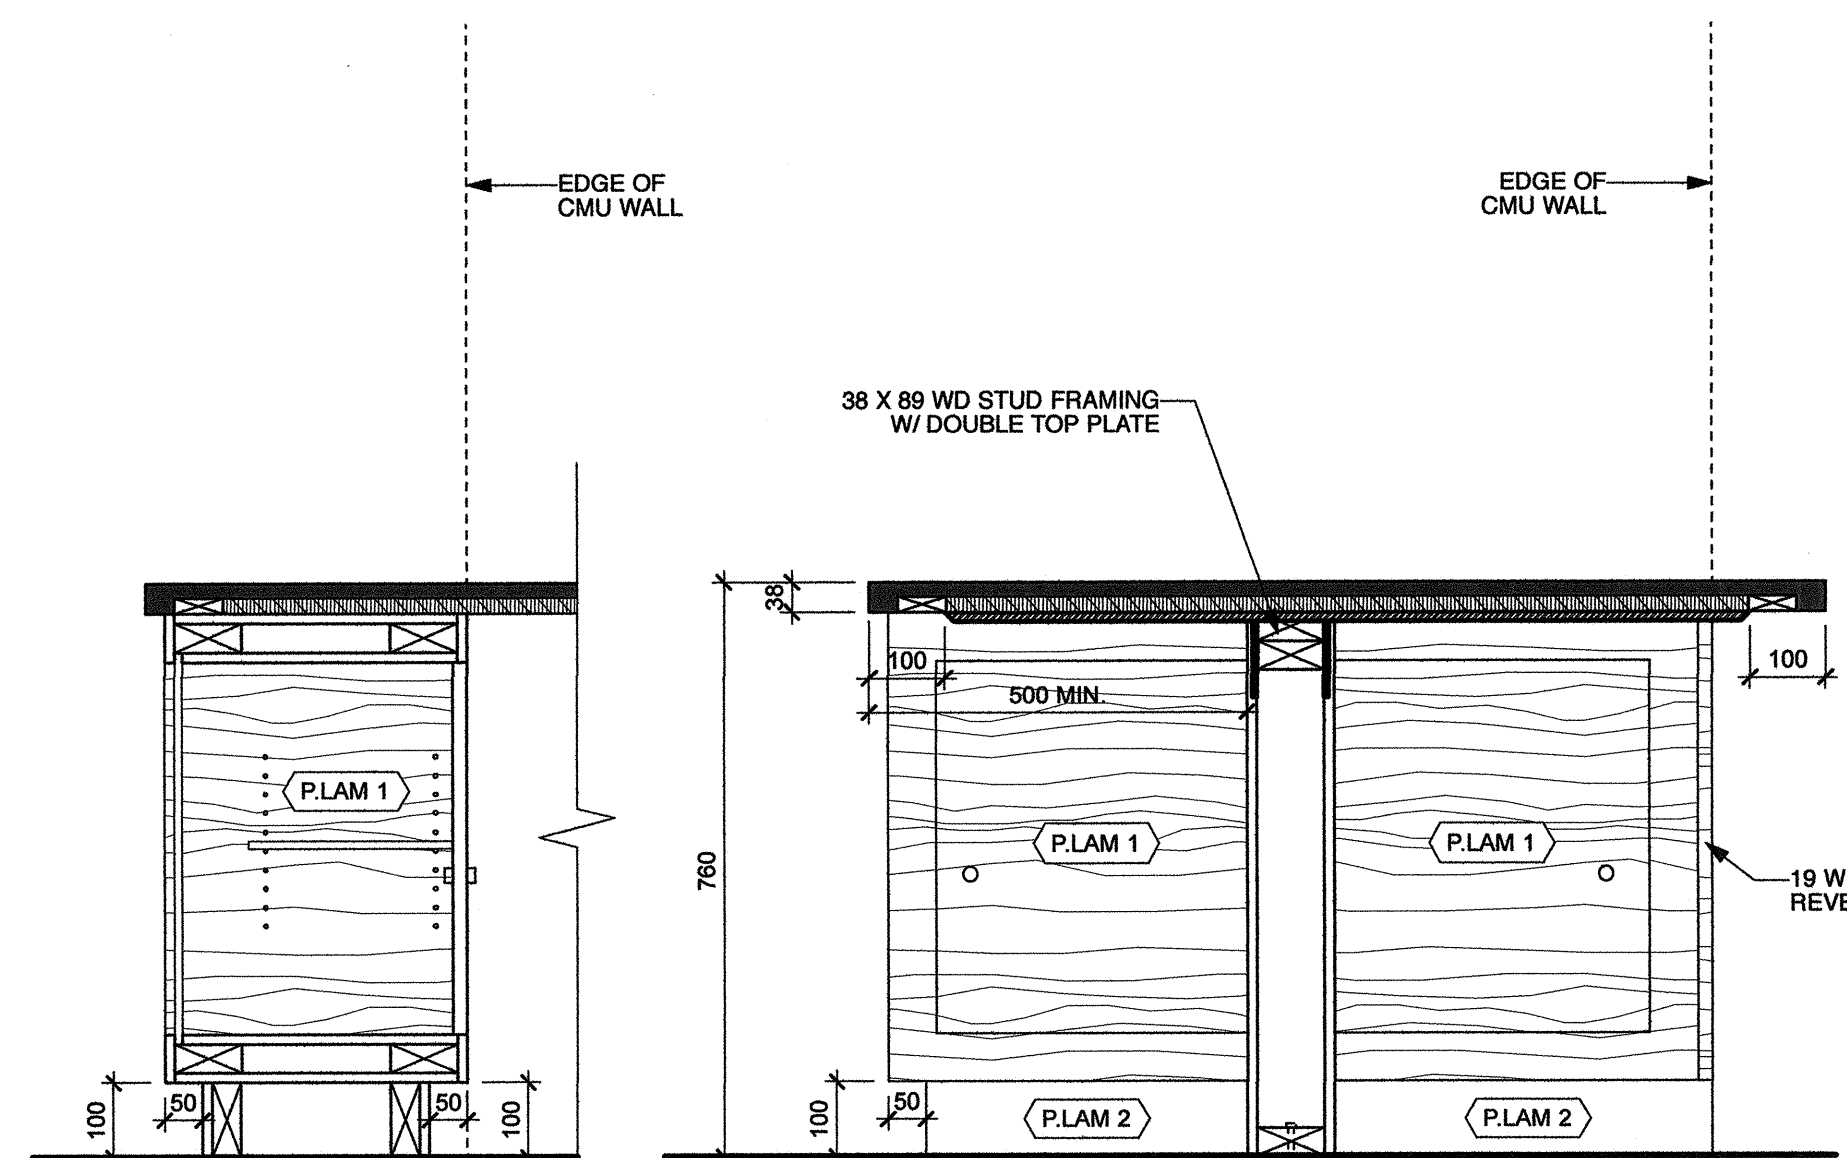 EDGE OF
CMU WALL
EDGE OF
CMU WALL
38 X 89 WD STUD FRAMING
W/ DOUBLE TOP PLATE
38
100
100
500 MIN.
P.LAM 1
P.LAM 1
P.LAM 1
760
19 W
REVE
100
50
50
100
100
50
P.LAM 2
P.LAM 2